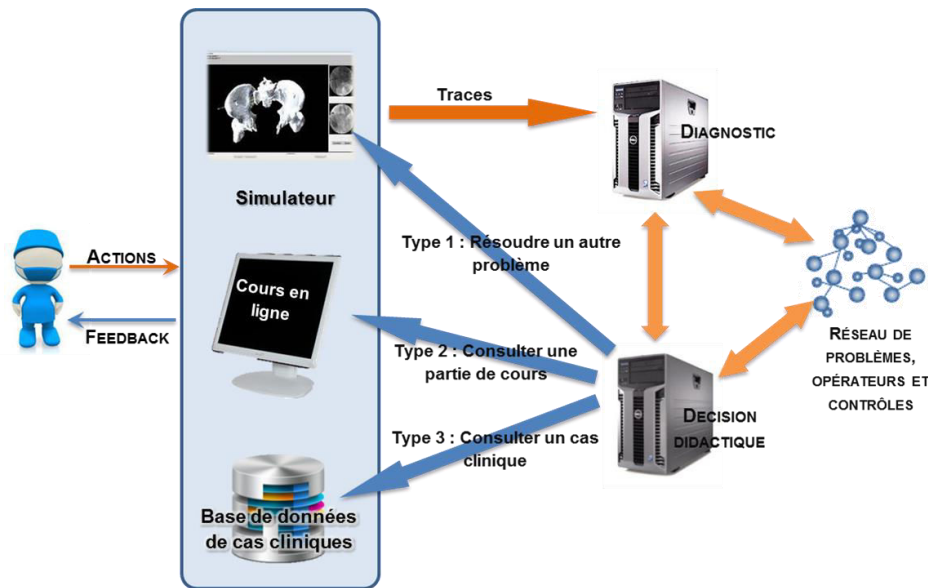 Traces
DIAGNOSTIC
Simulateur
Type 1 : Résoudre un autre
problème
ACTIONS
FEEDBACK
Cours en
ligne
Type 2 : Consulter une
partie de cours
RÉSEAU DE
PROBLÈMES,
OPÉRATEURS ET
CONTRÔLES
DECISION
DIDACTIQUE
Type 3 : Consulter un cas
clinique
Base de données
de cas cliniques